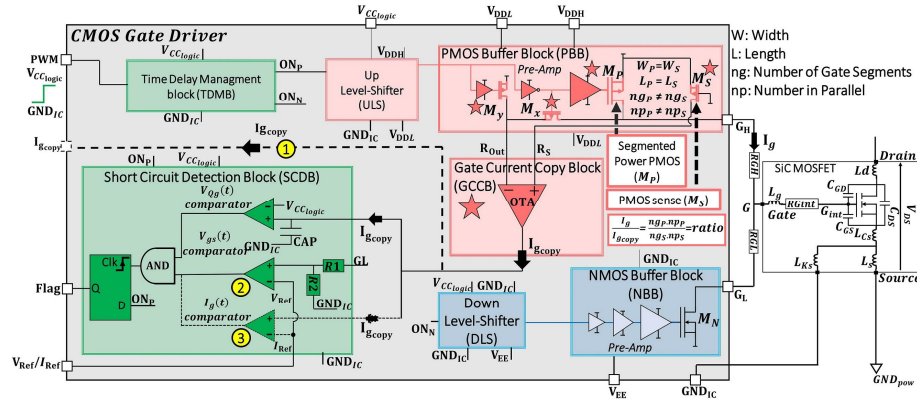 CMOS Gate Driver
V_CClogic
V_DDL
V_DDH
W: Width
L: Length
ng: Number of Gate Segments
np: Number in Parallel
PWM
V_CClogic
GND_IC
V_CClogic
Time Delay Managment
block (TDMB)
GND_IC
ON_P
ON_N
V_DDH
Up
Level-Shifter
(ULS)
GND_IC
V_DDL
PMOS Buffer Block (PBB)
Pre-Amp
M_y
M_x
M_P
W_P=W_S
L_P = L_S
ng_P ≠ ng_S
np_P ≠ np_S
M_S
V_DDL
G_H
I_g
I_gcopy
I_gcopy
1
R_Out
R_S
Segmented
Power PMOS
(M_P)
PMOS sense (M_S)
I_g/I_gcopy = ng_P.np_P/ng_S.np_S = ratio
Gate Current Copy Block
(GCCB)
OTA
I_gcopy
ON_P
V_CClogic
Short Circuit Detection Block (SCDB)
V_Qg(t)
comparator
V_CClogic
GND_IC
CAP
I_gcopy
V_gs(t)
comparator
R1
GL
R2
GND_IC
2
V_Ref
I_g(t)
comparator
3
I_Ref
I_gcopy
AND
Clk
Q
D
ON_P
Flag
GND_IC
V_Ref/I_Ref
V_CClogic
GND_IC
Down
Level-Shifter
(DLS)
ON_N
GND_IC
V_EE
GND_IC
NMOS Buffer Block
(NBB)
Pre-Amp
M_N
G_L
V_EE
GND_IC
RGH
RGL
G
SiC MOSFET
Drain
Ld
L_g
RGint
Gate
G_int
C_GD
C_GS
C_DS
V_DS
L_CS
L_KS
L_s
Source
GND_pow